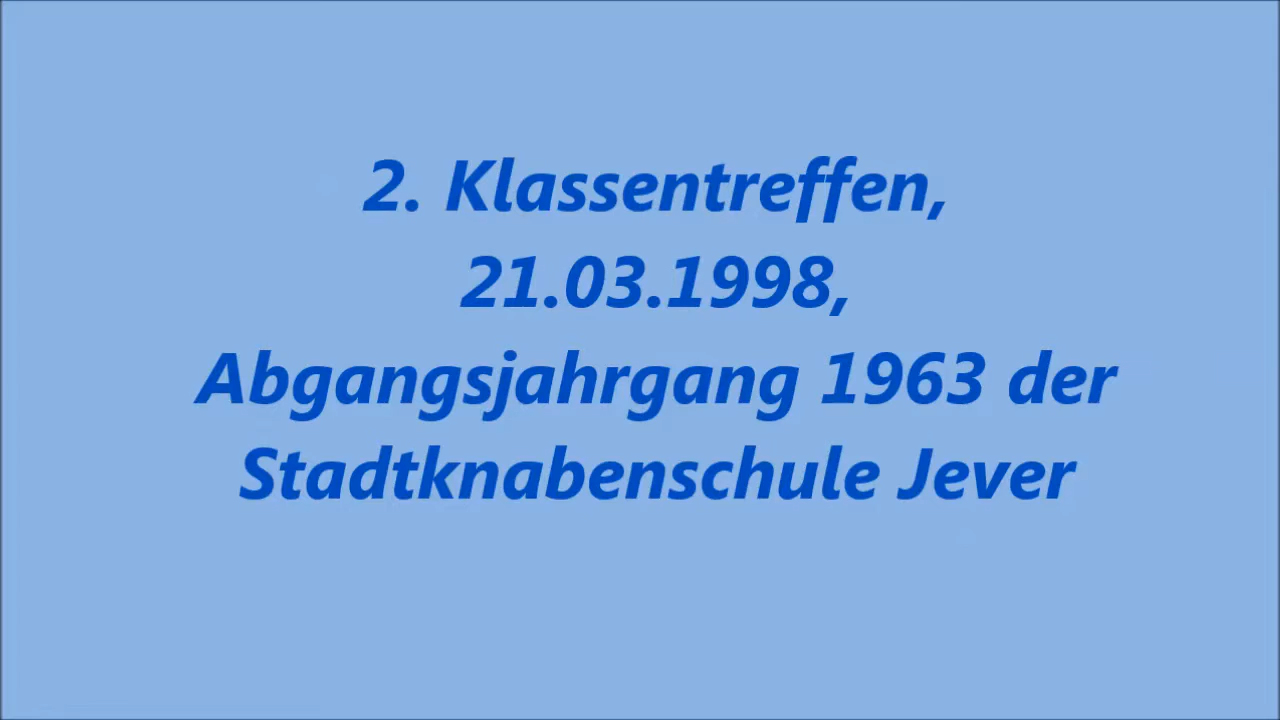 2. Klassentreffen,
21.03.1998,
Abgangsjahrgang 1963 der
Stadtknabenschule Jever